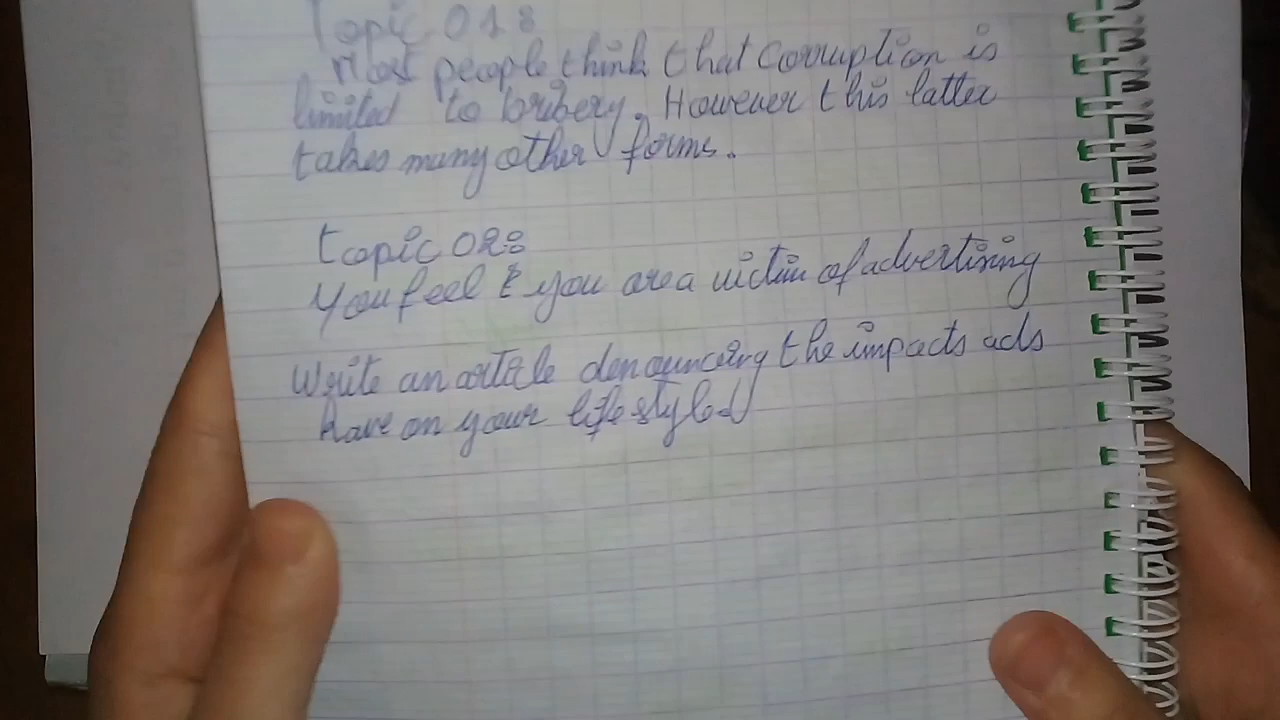 Topic 01:
Most people think that corruption is
limited to bribery. However this latter
takes many other forms.
topic 02:
You feel you are a victim of advertising
Write an article denouncing the impacts ads
have on your lifestyle.